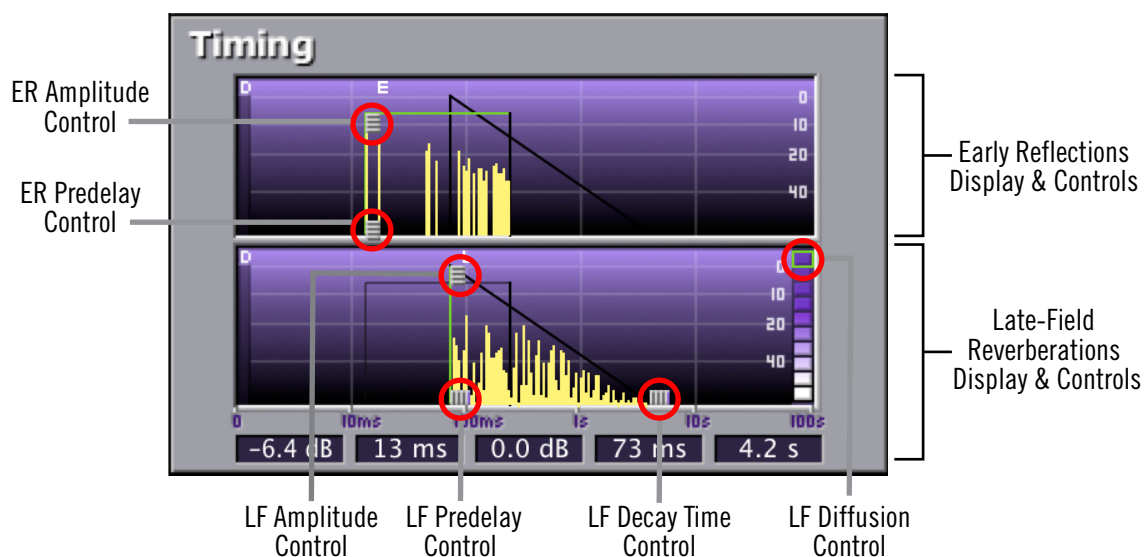 Timing
ER Amplitude
Control
ER Predelay
Control
D
E
0
10
20
40
Early Reflections
Display & Controls
D
L
0
10
20
40
Late-Field
Reverberations
Display & Controls
0
10ms
100ms
1s
10s
100s
-6.4 dB
13 ms
0.0 dB
73 ms
4.2 s
LF Amplitude
Control
LF Predelay
Control
LF Decay Time
Control
LF Diffusion
Control